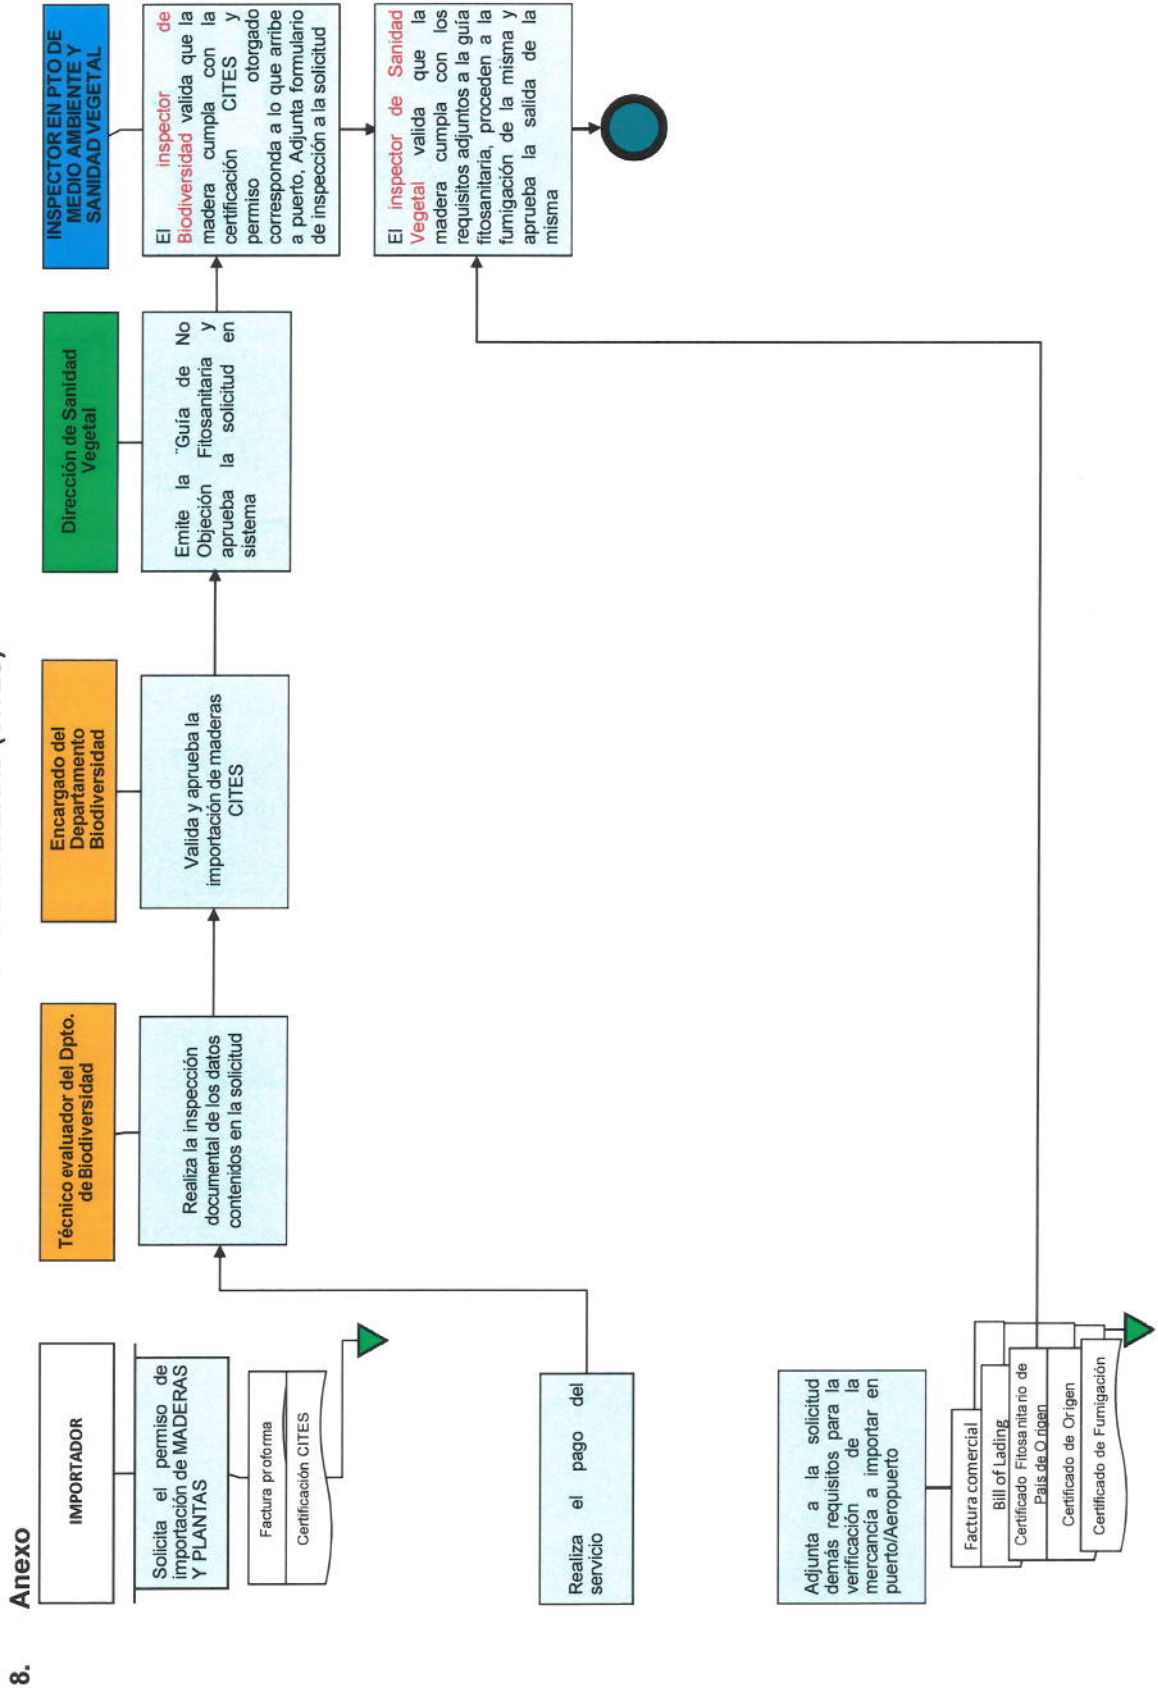 8. Anexo
IMPORTADOR
Solicita el permiso de
importación de MADERAS
Y PLANTAS
Factura proforma
Certificación CITES
Realiza el pago del
servicio
Adjunta a la solicitud
demás requisitos para la
verificación de la
mercancía a importar en
puerto/Aeropuerto
Factura comercial
Bill of Lading
Certificado Fitosanitario de
País de Origen
Certificado de Origen
Certificado de Fumigación
Técnico evaluador del Dpto.
de Biodiversidad
Realiza la inspección
documental de los datos
contenidos en la solicitud
Encargado del
Departamento
Biodiversidad
Valida y aprueba la
importación de maderas
CITES
Dirección de Sanidad
Vegetal
Emite la ¨Guía de No
Objeción Fitosanitaria y
aprueba la solicitud en
sistema
INSPECTOR EN PTO DE
MEDIO AMBIENTE Y
SANIDAD VEGETAL
El inspector de
Biodiversidad valida que la
madera cumpla con la
certificación CITES y
permiso otorgado
corresponda a lo que arribe
a puerto, Adjunta formulario
de inspección a la solicitud
El inspector de Sanidad
Vegetal valida que la
madera cumpla con los
requisitos adjuntos a la guía
fitosanitaria, proceden a la
fumigación de la misma y
aprueba la salida de la
misma